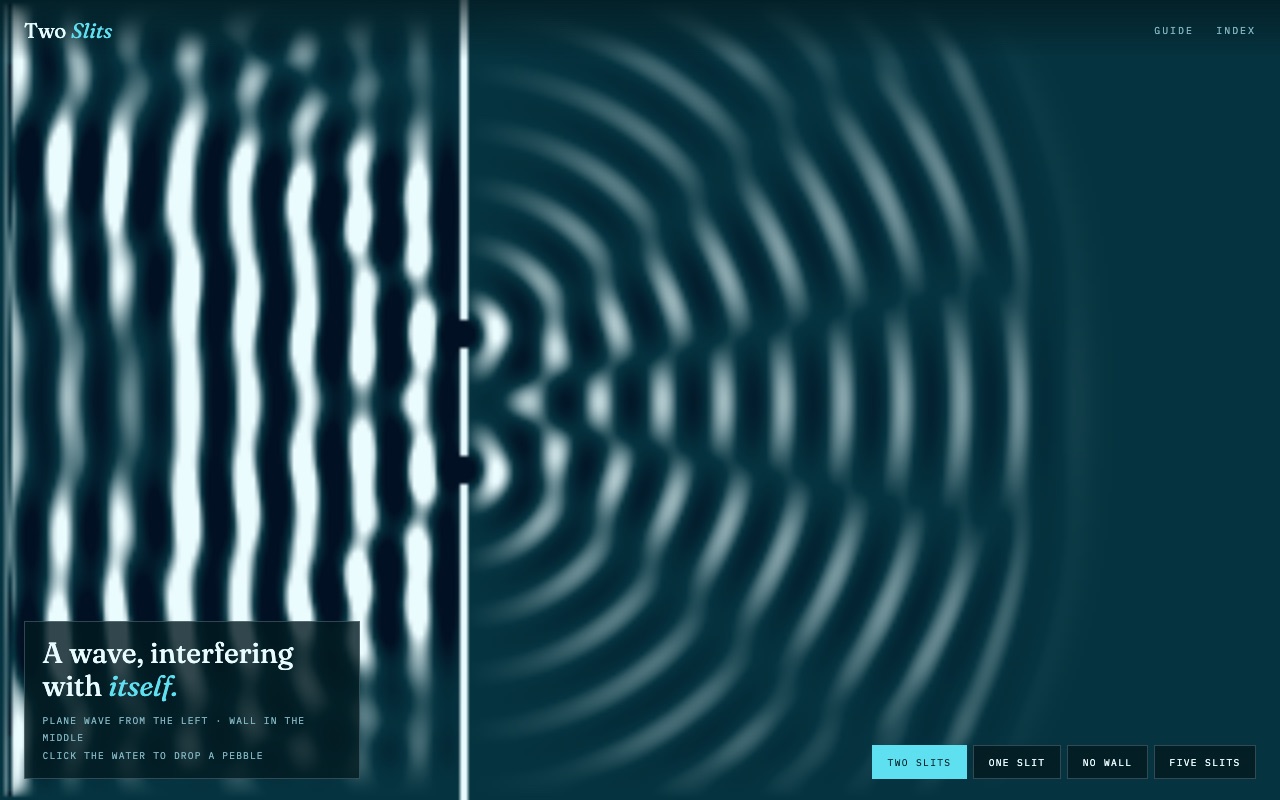 Two Slits
GUIDE INDEX
A wave, interfering
with itself.
PLANE WAVE FROM THE LEFT · WALL IN THE
MIDDLE
CLICK THE WATER TO DROP A PEBBLE
TWO SLITS ONE SLIT NO WALL FIVE SLITS